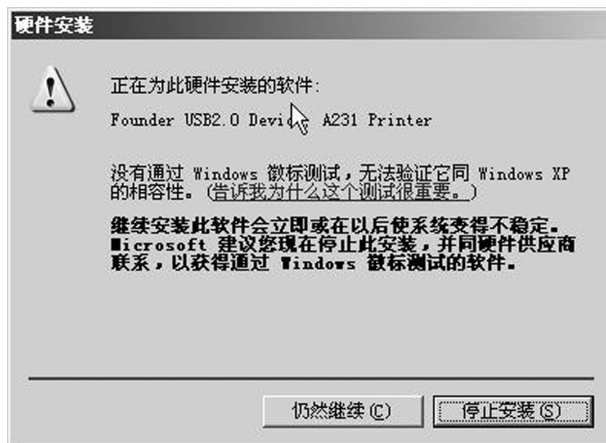 硬件安装
正在为此硬件安装的软件:
Founder USB2.0 Device A231 Printer
没有通过 Windows 徽标测试，无法验证它同 Windows XP
的相容性。(告诉我为什么这个测试很重要。)
继续安装此软件会立即或在以后使系统变得不稳定。
Microsoft 建议您现在停止此安装，并同硬件供应商
联系，以获得通过 Windows 徽标测试的软件。
仍然继续(C)
停止安装(S)